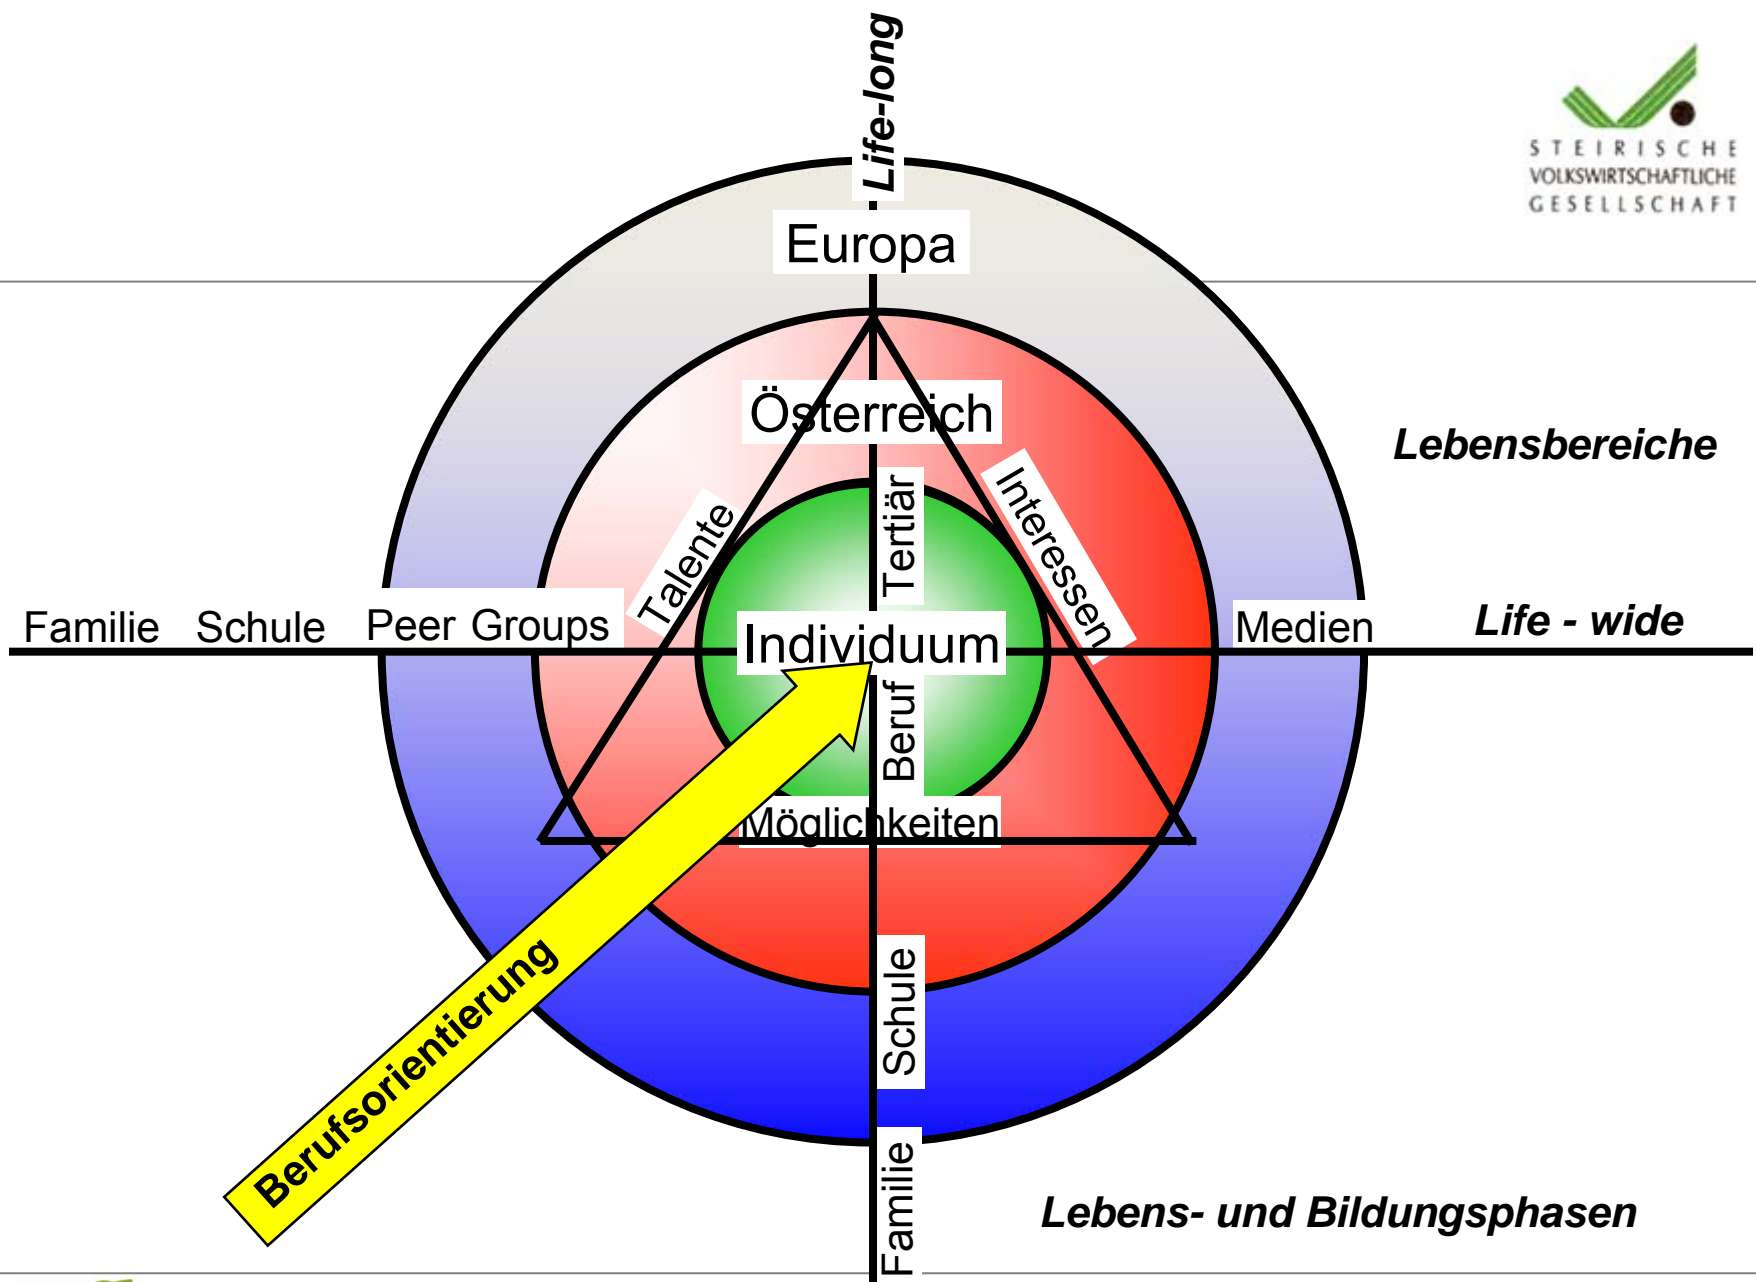 Life-long
STEIRISCHE
VOLKSWIRTSCHAFTLICHE
GESELLSCHAFT
Europa
Österreich
Lebensbereiche
Tertiär
Talente
Interessen
Familie Schule Peer Groups
Medien
Life - wide
Individuum
Beruf
Möglichkeiten
Schule
Berufsorientierung
Familie
Lebens- und Bildungsphasen